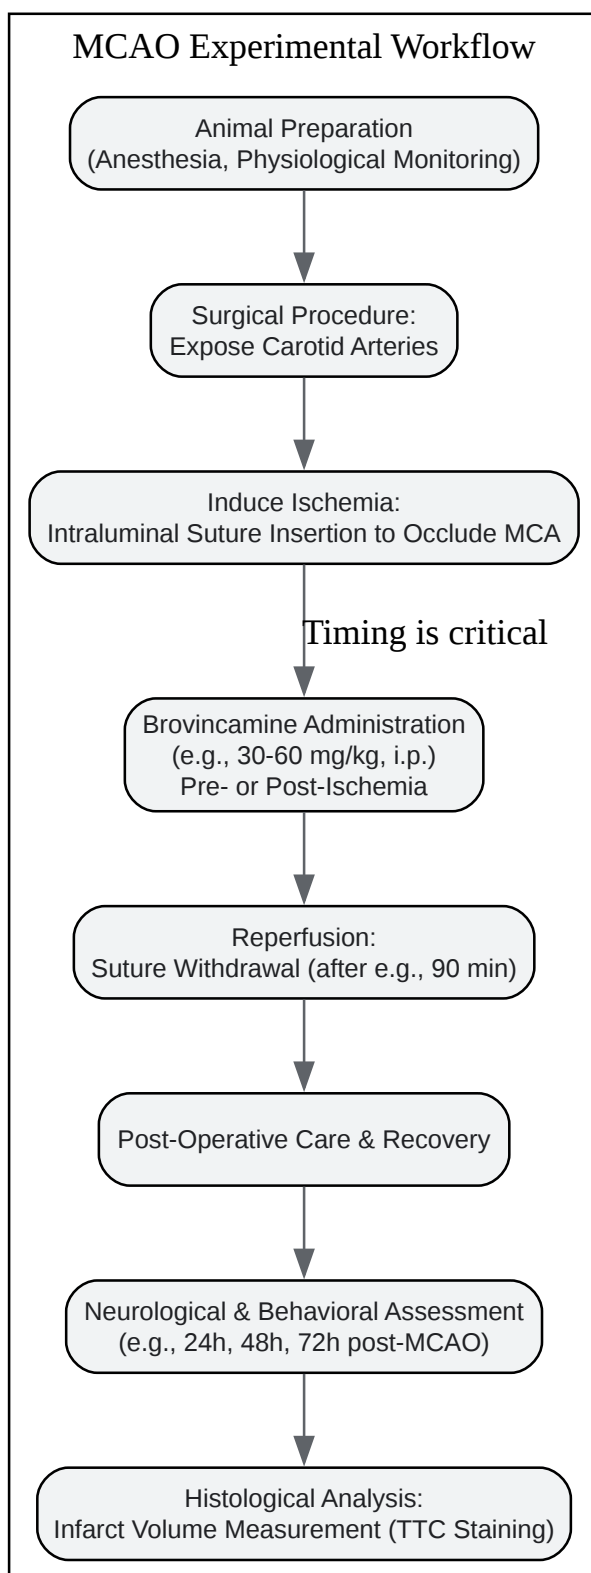 MCAO Experimental Workflow
Animal Preparation
(Anesthesia, Physiological Monitoring)
Surgical Procedure:
Expose Carotid Arteries
Induce Ischemia:
Intraluminal Suture Insertion to Occlude MCA
Timing is critical
Brovincamine Administration
(e.g., 30-60 mg/kg, i.p.)
Pre- or Post-Ischemia
Reperfusion:
Suture Withdrawal (after e.g., 90 min)
Post-Operative Care & Recovery
Neurological & Behavioral Assessment
(e.g., 24h, 48h, 72h post-MCAO)
Histological Analysis:
Infarct Volume Measurement (TTC Staining)